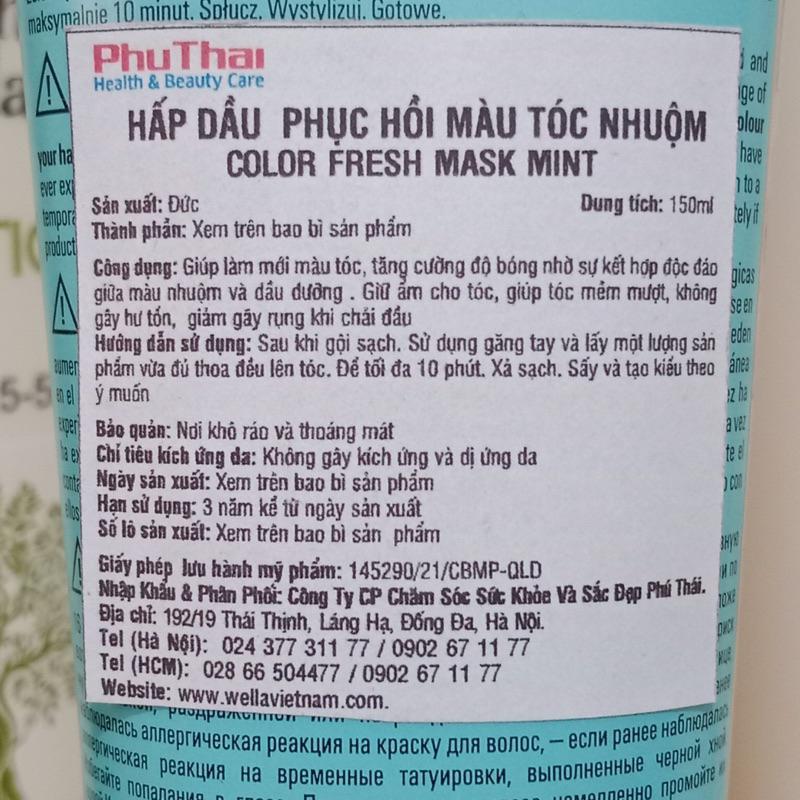 maksymalnie 10 minut. Spłucz. Wystylizuj. Gotowe.
PhuThai
Health & Beauty Care
HẤP DẦU PHỤC HỒI MÀU TÓC NHUỘM
COLOR FRESH MASK MINT
Sản xuất: Đức Dung tích: 150ml
Thành phần: Xem trên bao bì sản phẩm
Công dụng: Giúp làm mới màu tóc, tăng cường độ bóng nhờ sự kết hợp độc đáo
giữa màu nhuộm và dầu dưỡng . Giữ ẩm cho tóc, giúp tóc mềm mượt, không
gây hư tổn, giảm gãy rụng khi chải đầu
Hướng dẫn sử dụng: Sau khi gội sạch. Sử dụng găng tay và lấy một lượng sản
phẩm vừa đủ thoa đều lên tóc. Để tối đa 10 phút. Xả sạch. Sấy và tạo kiểu theo
ý muốn
Bảo quản: Nơi khô ráo và thoáng mát
Chỉ tiêu kích ứng da: Không gây kích ứng và dị ứng da
Ngày sản xuất: Xem trên bao bì sản phẩm
Hạn sử dụng: 3 năm kể từ ngày sản xuất
Số lô sản xuất: Xem trên bao bì sản phẩm
Giấy phép lưu hành mỹ phẩm: 145290/21/CBMP-QLD
Nhập Khẩu & Phân Phối: Công Ty CP Chăm Sóc Sức Khỏe Và Sắc Đẹp Phú Thái.
Địa chỉ: 192/19 Thái Thịnh, Láng Hạ, Đống Đa, Hà Nội.
Tel (Hà Nội): 024 377 311 77 / 0902 67 11 77
Tel (HCM): 028 66 504477 / 0902 67 11 77
Website: www.wellavietnam.com.
аллергическая реакция на краску для волос, – если ранее наблюдалась
реакция на временные татуировки, выполненные черной хной
попадания в немедленно промойте